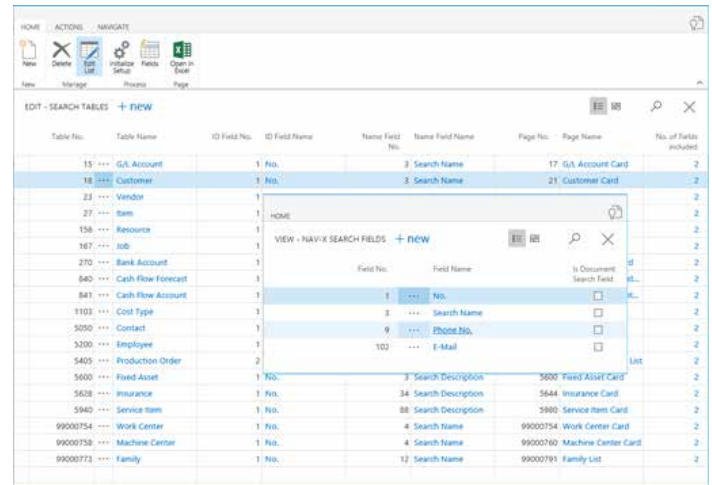 HOME ACTIONS NAVIGATE
New Delete Edit List Initialize Setup Fields Open in Excel
New Manage Process Page
EDIT - SEARCH TABLES + new
Table No. Table Name ID Field No. ID Field Name Name Field No. Name Field Name Page No. Page Name No. of Fields included
15 ... G/L Account 1 No. 3 Search Name 17 G/L Account Card 2
18 ... Customer 1 No. 3 Search Name 21 Customer Card 2
23 ... Vendor 1 2
27 ... Item 1 HOME 2
156 ... Resource 1 VIEW - NAV-X SEARCH FIELDS + new 2
167 ... Job 1 2
270 ... Bank Account 1 Field No. Field Name Is Document Search Field d 2
840 ... Cash Flow Forecast 1 2
841 ... Cash Flow Account 1 1 ... No. 2
1103 ... Cost Type 1 3 ... Search Name 2
5050 ... Contact 1 9 ... Phone No. 2
5200 ... Employee 1 102 ... E-Mail 2
5405 ... Production Order 2 List 2
5600 ... Fixed Asset 1 No. 3 Search Description 5600 Fixed Asset Card 2
5628 ... Insurance 1 No. 34 Search Description 5644 Insurance Card 2
5940 ... Service Item 1 No. 88 Search Description 5980 Service Item Card 2
99000754 ... Work Center 1 No. 4 Search Name 99000754 Work Center Card 2
99000758 ... Machine Center 1 No. 4 Search Name 99000760 Machine Center Card 2
99000773 ... Family 1 No. 12 Search Name 99000791 Family List 2